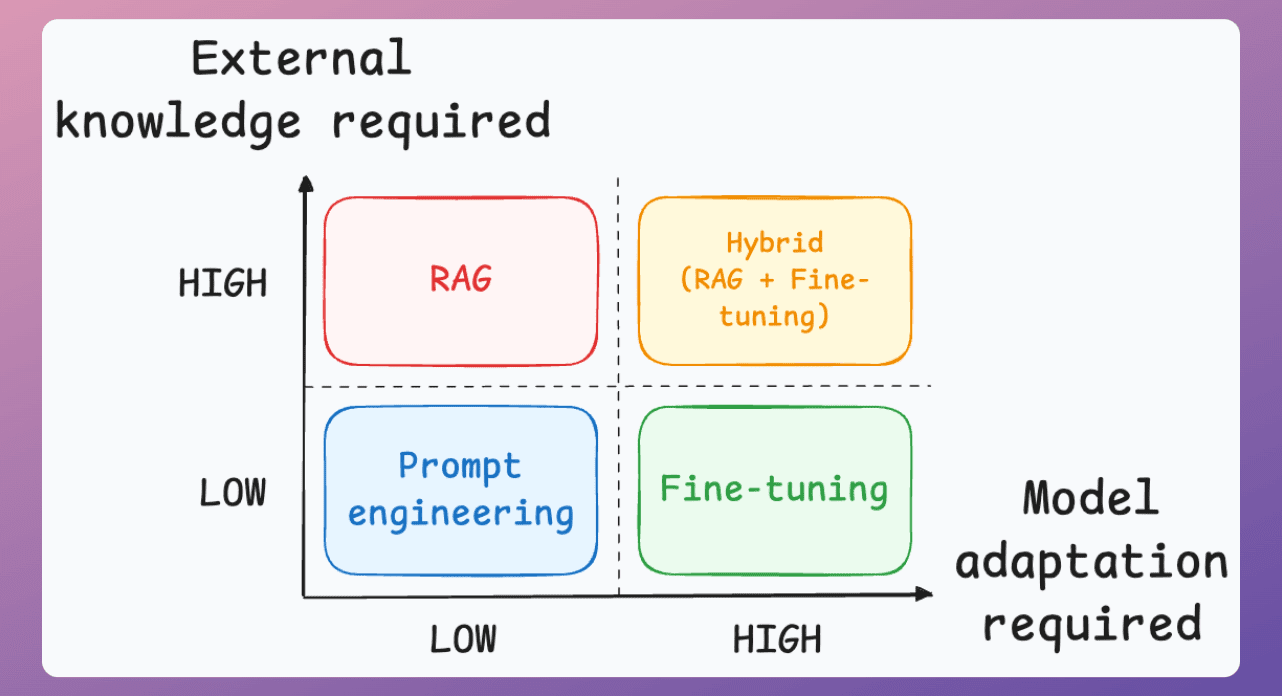 External
knowledge required
HIGH
RAG
Hybrid
(RAG + Fine-
tuning)
LOW
Prompt
engineering
Fine-tuning
Model
adaptation
required
LOW
HIGH